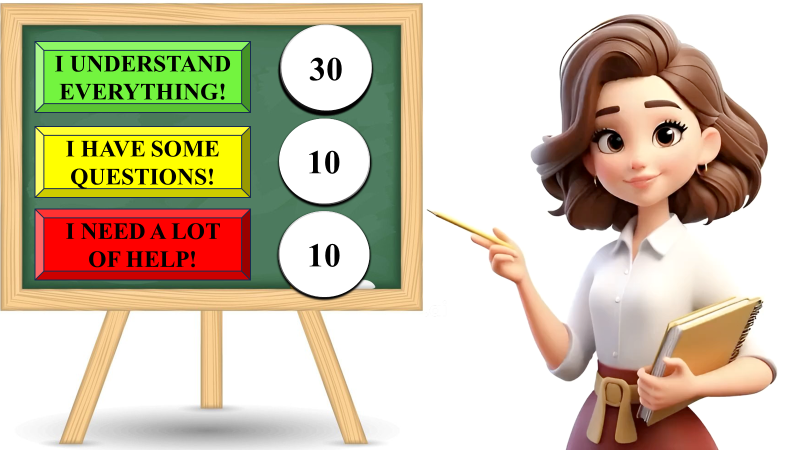 I UNDERSTAND
EVERYTHING!
30
I HAVE SOME
QUESTIONS!
10
I NEED A LOT
OF HELP!
10